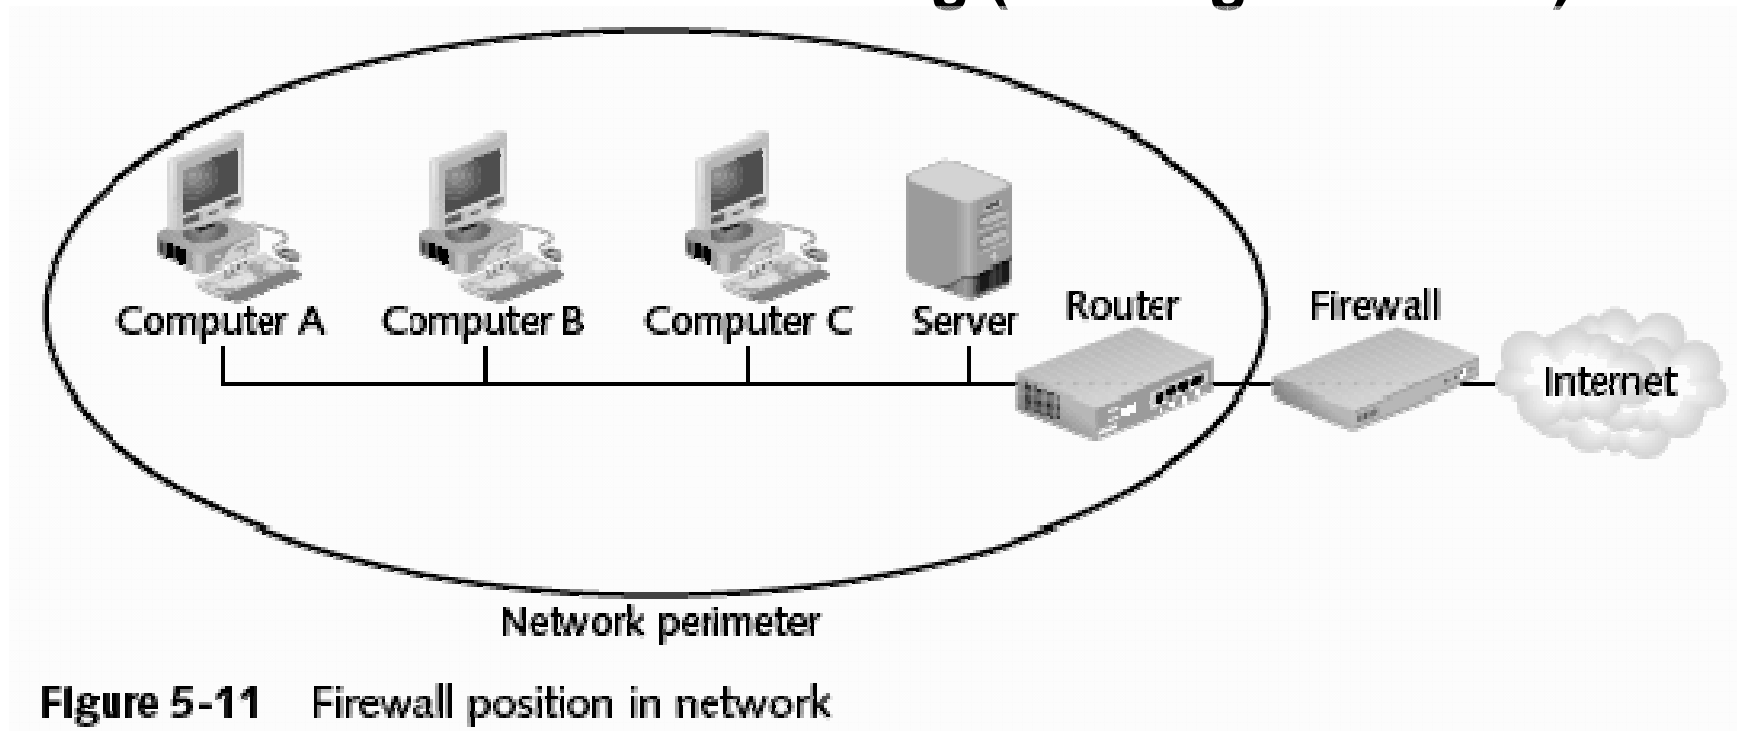 Computer A
Computer B
Computer C
Server
Router
Firewall
Internet
Network perimeter
Figure 5-11 Firewall position in network